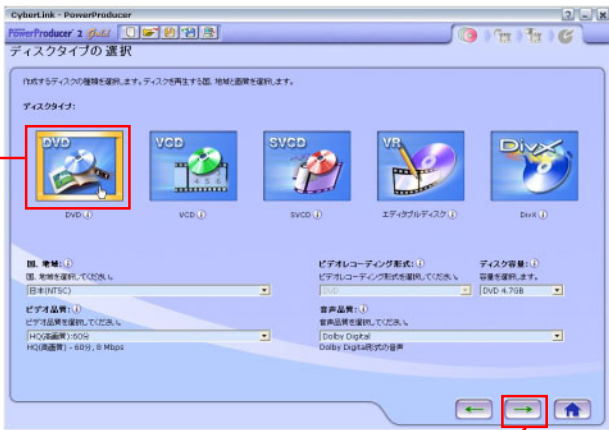 CyberLink - PowerProducer
PowerProducer 2 Gold
ディスクタイプの 選択
作成するディスクの種類を選択します。ディスクを再生する国、地域と画質を選択します。
ディスクタイプ:
DVD
VCD
SVCD
VR
DivX
DVD
VCD
SVCD
エディタブルディスク
DivX
国、地域:
国、地域を選択してください。
日本(NTSC)
ビデオレコーディング形式:
ビデオレコーディング形式を選択してください。
DVD
ディスク容量:
容量を選択します。
DVD 4.7GB
ビデオ品質:
ビデオ品質を選択してください。
HQ(高画質):60分
HQ(高画質) - 60分, 8 Mbps
音声品質:
音声品質を選択してください。
Dolby Digital
Dolby Digital形式の音声